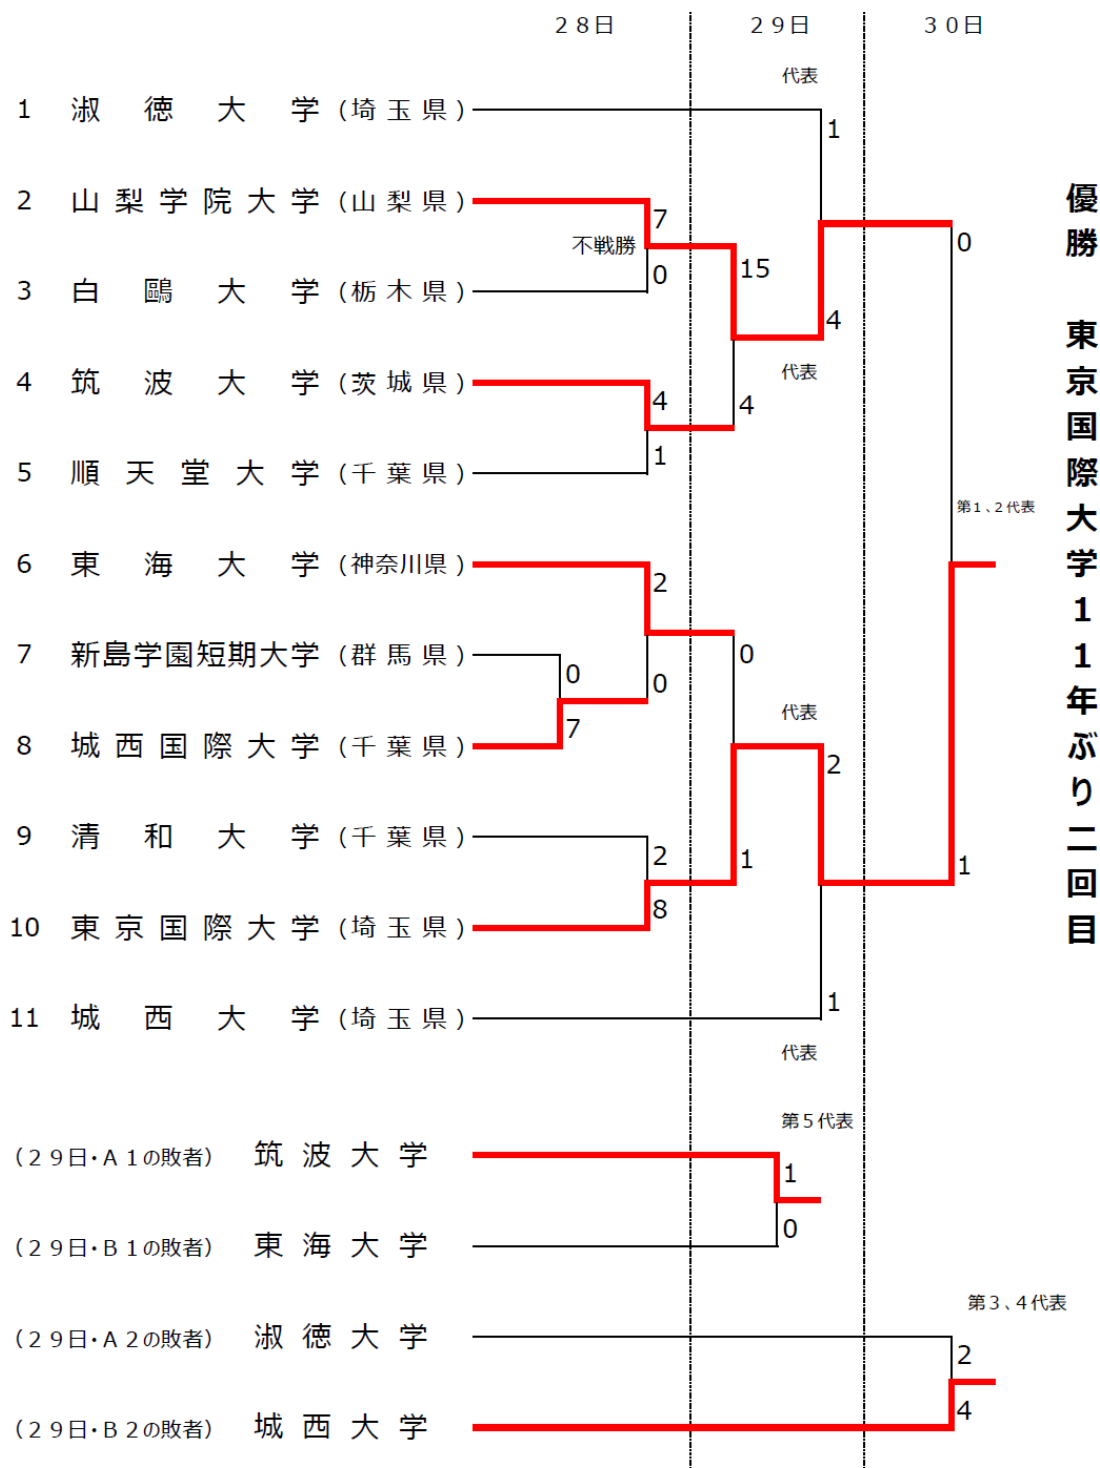 ２８日 ２９日 ３０日
代表
1 淑徳大学 (埼玉県)
1
2 山梨学院大学 (山梨県)
7
不戦勝
0
15
0
3 白鷗大学 (栃木県)
4
代表
4 筑波大学 (茨城県)
4
4
1
5 順天堂大学 (千葉県)
第１、２代表
6 東海大学 (神奈川県)
2
7 新島学園短期大学 (群馬県)
0
0
0
代表
7
8 城西国際大学 (千葉県)
2
9 清和大学 (千葉県)
2
1
1
8
10 東京国際大学 (埼玉県)
1
11 城西大学 (埼玉県)
代表
優勝 東京国際大学１１年ぶり二回目
第５代表
(２９日・Ａ１の敗者) 筑波大学
1
0
(２９日・Ｂ１の敗者) 東海大学
第３、４代表
(２９日・Ａ２の敗者) 淑徳大学
2
4
(２９日・Ｂ２の敗者) 城西大学